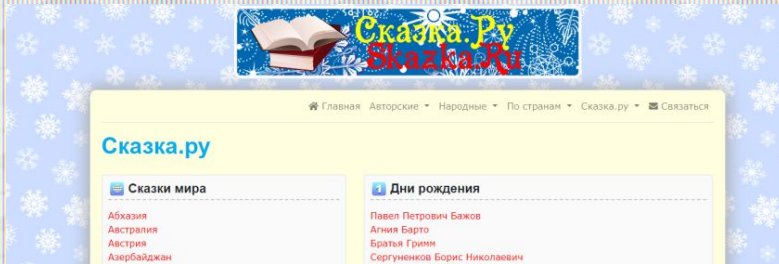 Сказка.Ру
Skazka.Ru
Главная Авторские Народные По странам Сказка.ру Связаться
Сказка.ру
Сказки мира
Абхазия
Австралия
Австрия
Азербайджан
Дни рождения
Павел Петрович Бажов
Агния Барто
Братья Гримм
Сергуненков Борис Николаевич